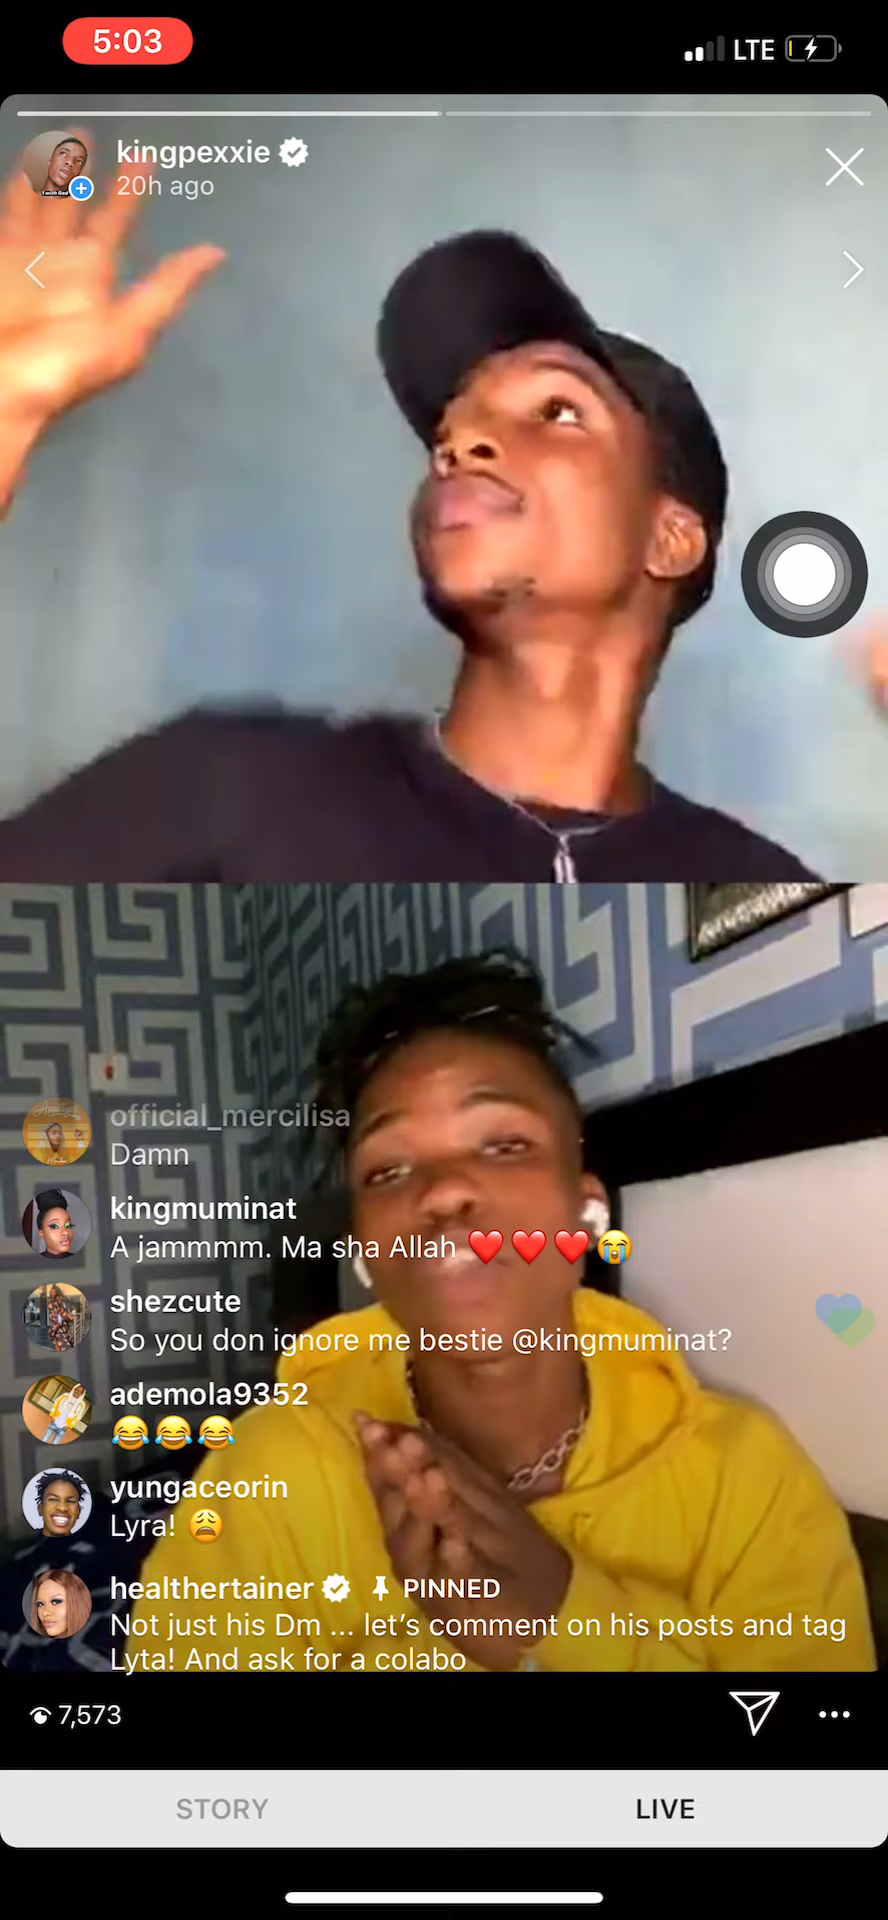 5:03
LTE
kingpexxie
20h ago
official_mercilisa
Damn
kingmuminat
A jammmm. Ma sha Allah ❤️❤️❤️😭
shezcute
So you don ignore me bestie @kingmuminat?
ademola9352
😂😂😂
yungaceorin
Lyra! 😩
healthertainer PINNED
Not just his Dm ... let’s comment on his posts and tag
Lyta! And ask for a colabo
7,573
STORY
LIVE